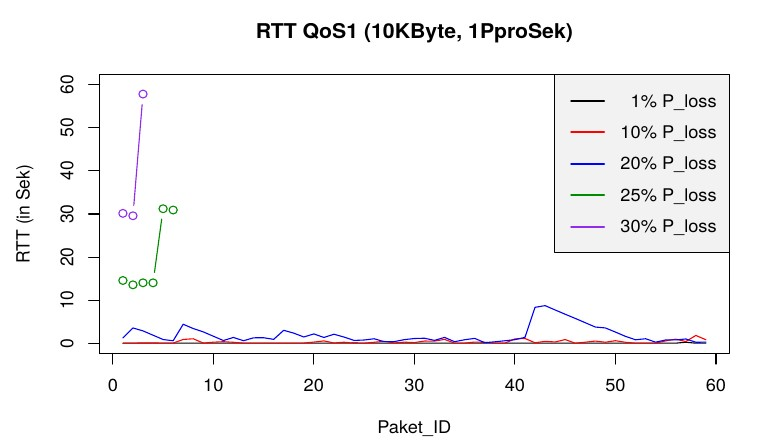 RTT QoS1 (10KByte, 1PproSek)
RTT (in Sek)
60
50
40
30
20
10
0
1% P_loss
10% P_loss
20% P_loss
25% P_loss
30% P_loss
0 10 20 30 40 50 60
Paket_ID